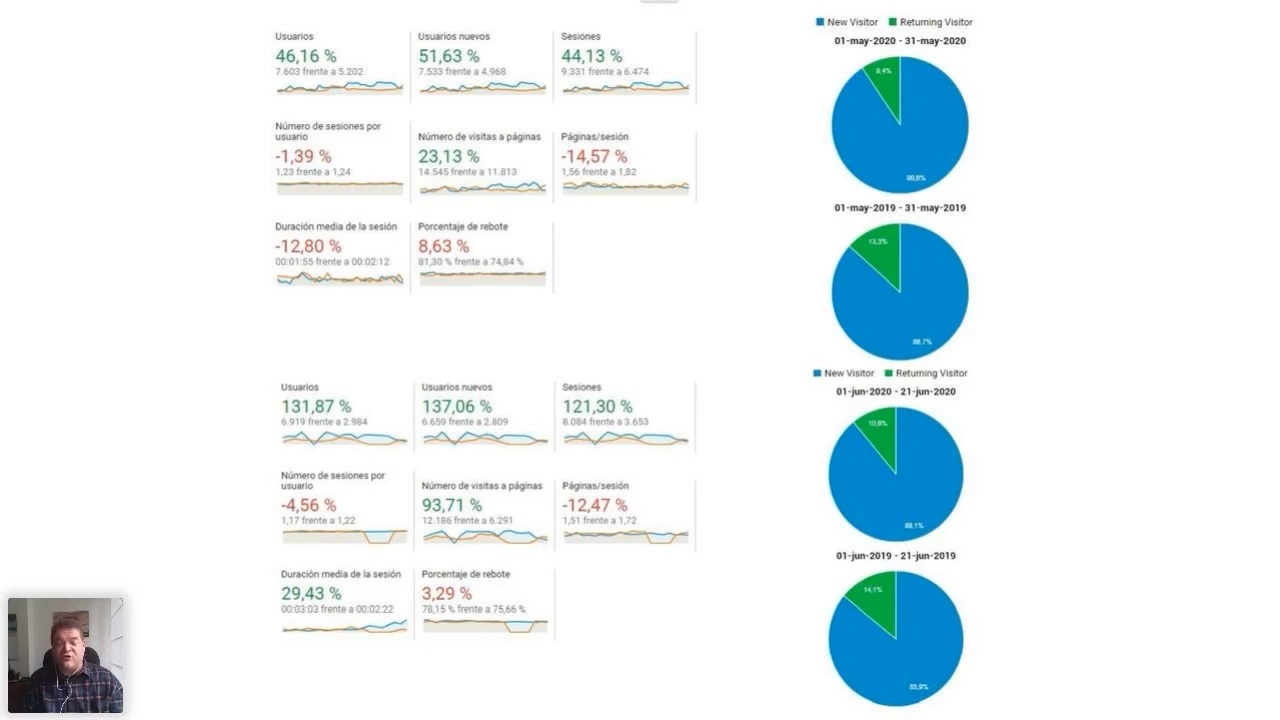 Usuarios
46,16 %
7.603 frente a 5.202
Usuarios nuevos
51,63 %
7.533 frente a 4.968
Sesiones
44,13 %
9.331 frente a 6.474
Número de sesiones por
usuario
-1,39 %
1,23 frente a 1,24
Número de visitas a páginas
23,13 %
14.545 frente a 11.813
Páginas/sesión
-14,57 %
1,56 frente a 1,82
Duración media de la sesión
-12,80 %
00:01:55 frente a 00:02:12
Porcentaje de rebote
8,63 %
81,30 % frente a 74,84 %
New Visitor Returning Visitor
01-may-2020 - 31-may-2020
9,4%
90,6%
01-may-2019 - 31-may-2019
13,3%
86,7%
Usuarios
131,87 %
6.919 frente a 2.984
Usuarios nuevos
137,06 %
6.659 frente a 2.809
Sesiones
121,30 %
8.084 frente a 3.653
Número de sesiones por
usuario
-4,56 %
1,17 frente a 1,22
Número de visitas a páginas
93,71 %
12.186 frente a 6.291
Páginas/sesión
-12,47 %
1,51 frente a 1,72
Duración media de la sesión
29,43 %
00:03:03 frente a 00:02:22
Porcentaje de rebote
3,29 %
78,15 % frente a 75,66 %
New Visitor Returning Visitor
01-jun-2020 - 21-jun-2020
10,9%
89,1%
01-jun-2019 - 21-jun-2019
14,1%
85,9%